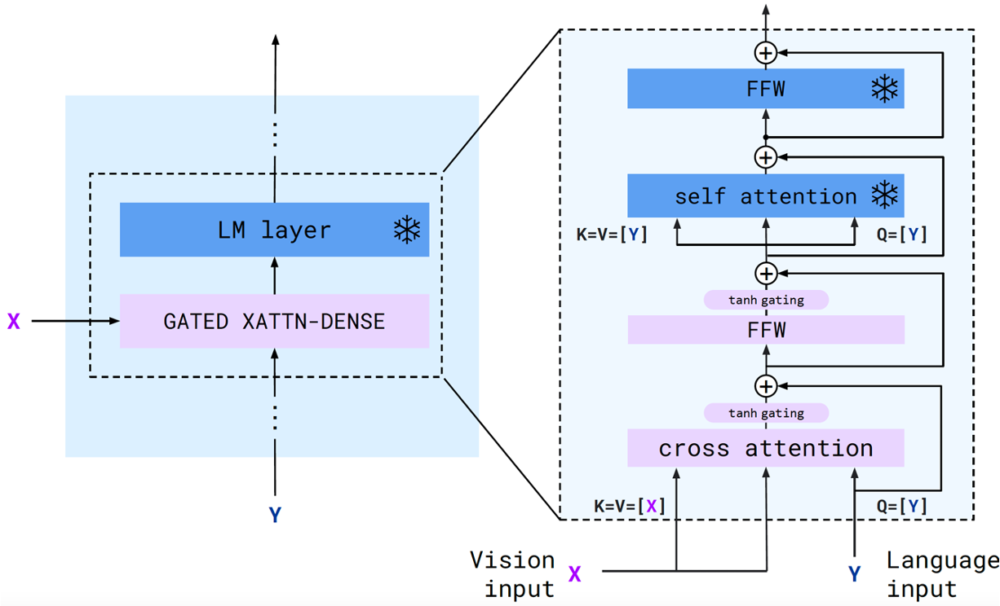 LM layer
GATED XATTN-DENSE
X
Y
FFW
self attention
K=V=[Y]
Q=[Y]
tanh gating
FFW
tanh gating
cross attention
K=V=[X]
Q=[Y]
Vision
input
X
Y
Language
input